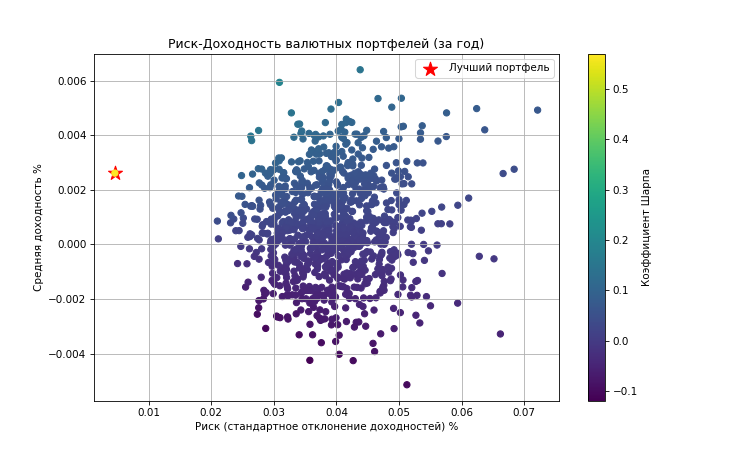 Риск-Доходность валютных портфелей (за год)
Лучший портфель
0.006
0.004
0.002
0.000
−0.002
−0.004
Средняя доходность %
0.01 0.02 0.03 0.04 0.05 0.06 0.07
Риск (стандартное отклонение доходностей) %
0.5
0.4
0.3
0.2
0.1
0.0
−0.1
Коэффициент Шарпа